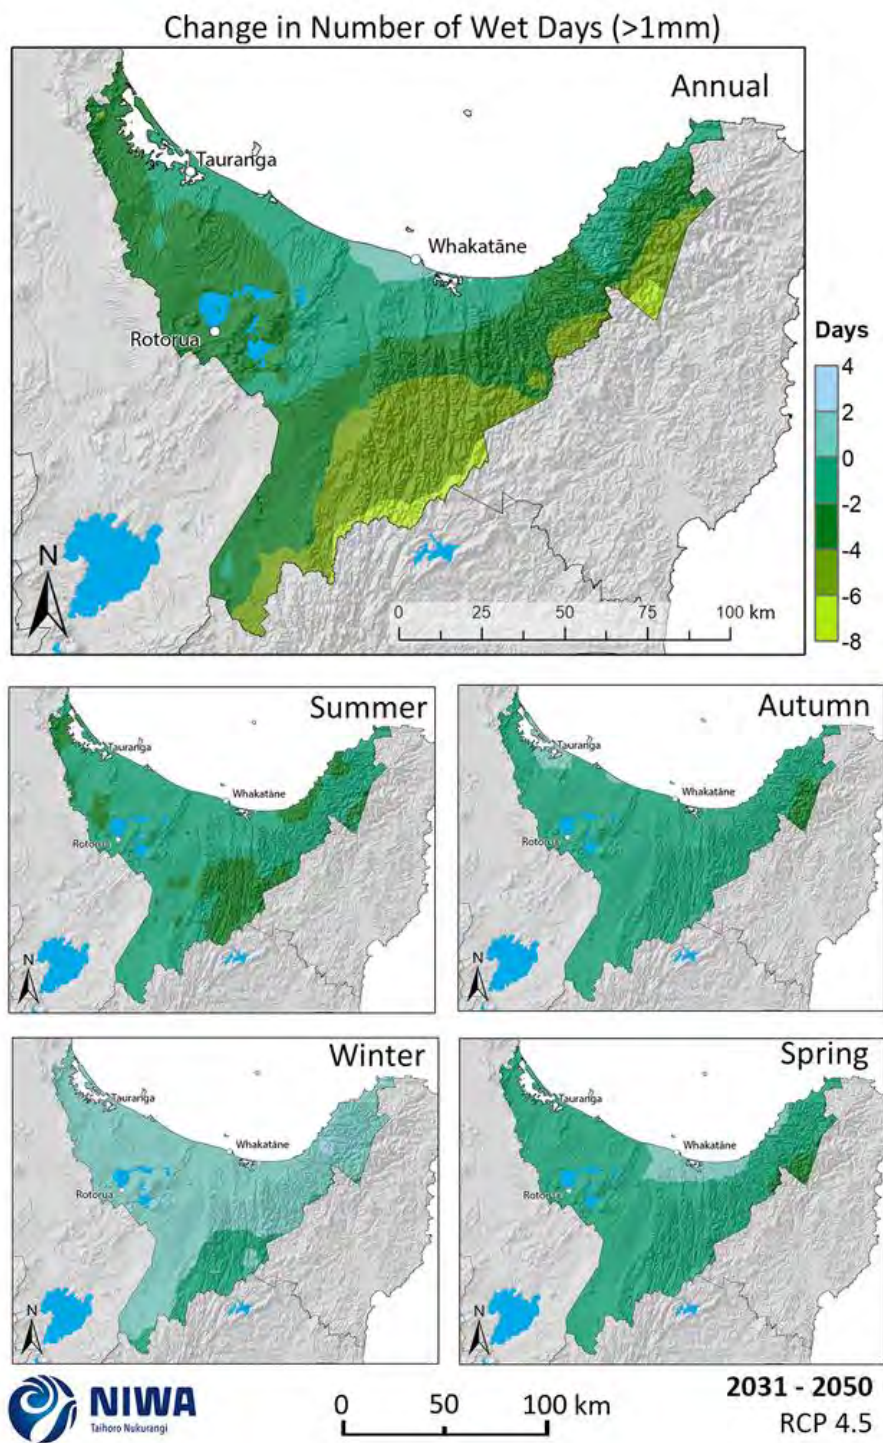 Change in Number of Wet Days (>1mm)
Annual
Tauranga
Whakatāne
Rotorua
Days
4
2
0
-2
-4
-6
-8
N
0 25 50 75 100 km
Summer
Tauranga
Whakatāne
Rotorua
N
Autumn
Tauranga
Whakatāne
Rotorua
N
Winter
Tauranga
Whakatāne
Rotorua
N
Spring
Tauranga
Whakatāne
Rotorua
N
NIWA
Taihoro Nukurangi
0 50 100 km
2031 - 2050
RCP 4.5